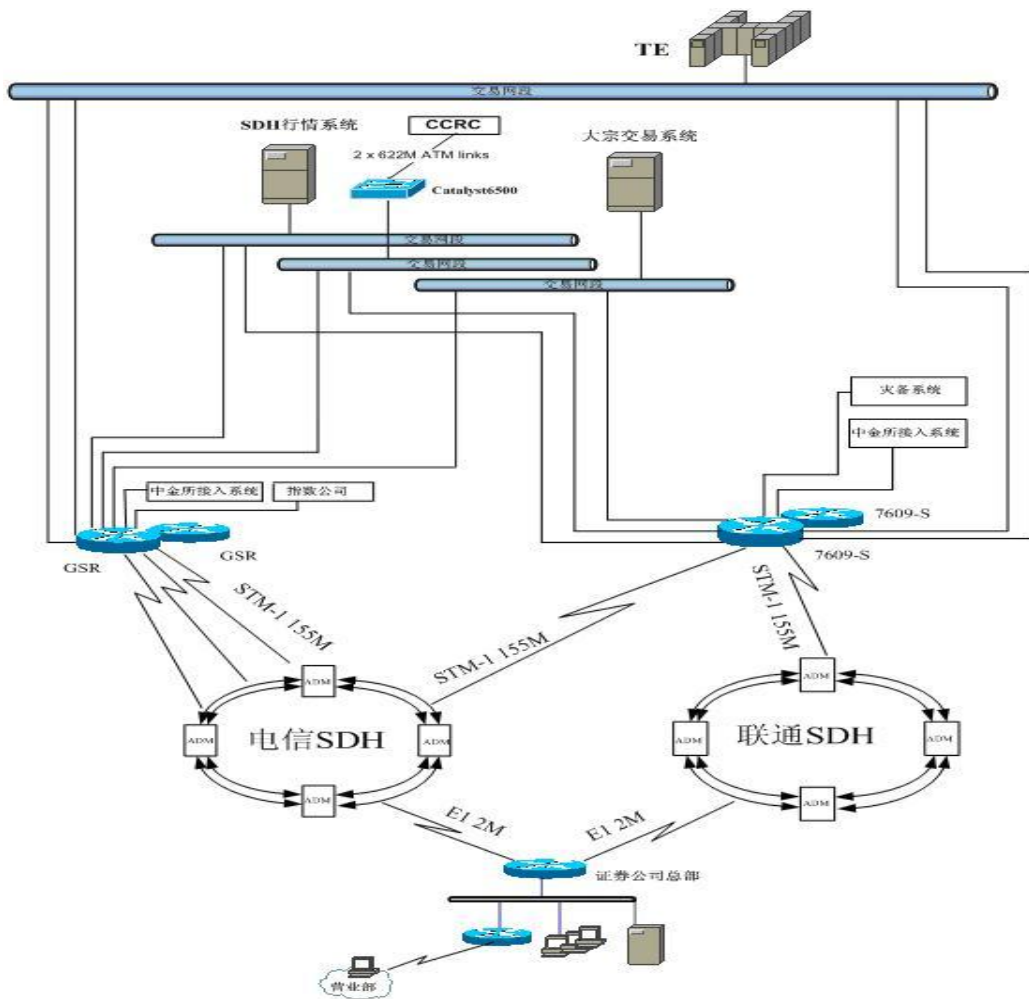 TE
交易网段
SDH行情系统
CCRC
大宗交易系统
2 x 622M ATM links
Catalyst6500
交易网段
交易网段
交易网段
灾备系统
中金所接入系统
中金所接入系统
指数公司
7609-S
GSR
GSR
7609-S
STM-1 155M
STM-1 155M
STM-1 155M
ADM
ADM
ADM
电信SDH
ADM
ADM
联通SDH
ADM
ADM
ADM
E1 2M
E1 2M
证券公司总部
营业部